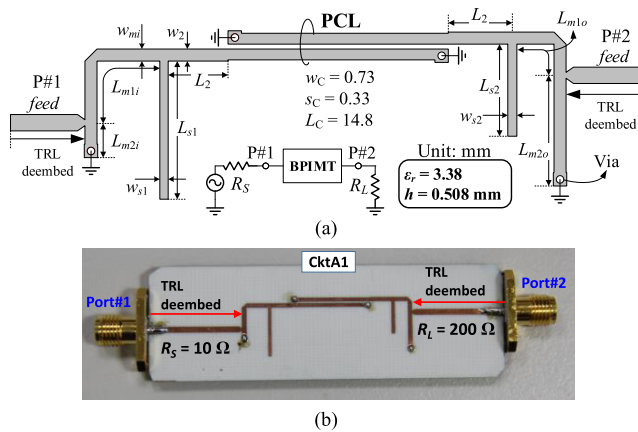 PCL
P#1
feed
w_mi
w_2
L_2
L_m1i
L_m2i
L_s1
w_s1
TRL
deembed
w_C = 0.73
s_C = 0.33
L_C = 14.8
L_2
L_m1o
P#2
feed
L_s2
w_s2
L_m2o
TRL
deembed
P#1
BPIMT
P#2
R_S
R_L
Unit: mm
ε_r = 3.38
h = 0.508 mm
Via
(a)
CktA1
Port#1
TRL
deembed
R_S = 10 Ω
TRL
deembed
R_L = 200 Ω
Port#2
(b)